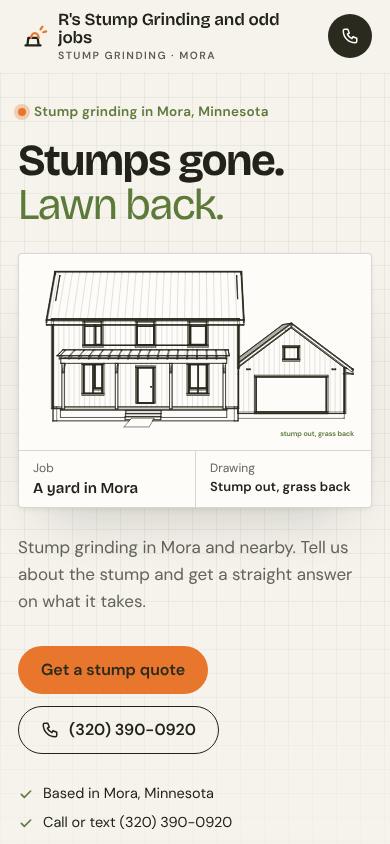 R's Stump Grinding and odd
jobs
STUMP GRINDING · MORA
Stump grinding in Mora, Minnesota
Stumps gone.
Lawn back.
stump out, grass back
Job
A yard in Mora
Drawing
Stump out, grass back
Stump grinding in Mora and nearby. Tell us
about the stump and get a straight answer
on what it takes.
Get a stump quote
(320) 390-0920
Based in Mora, Minnesota
Call or text (320) 390-0920